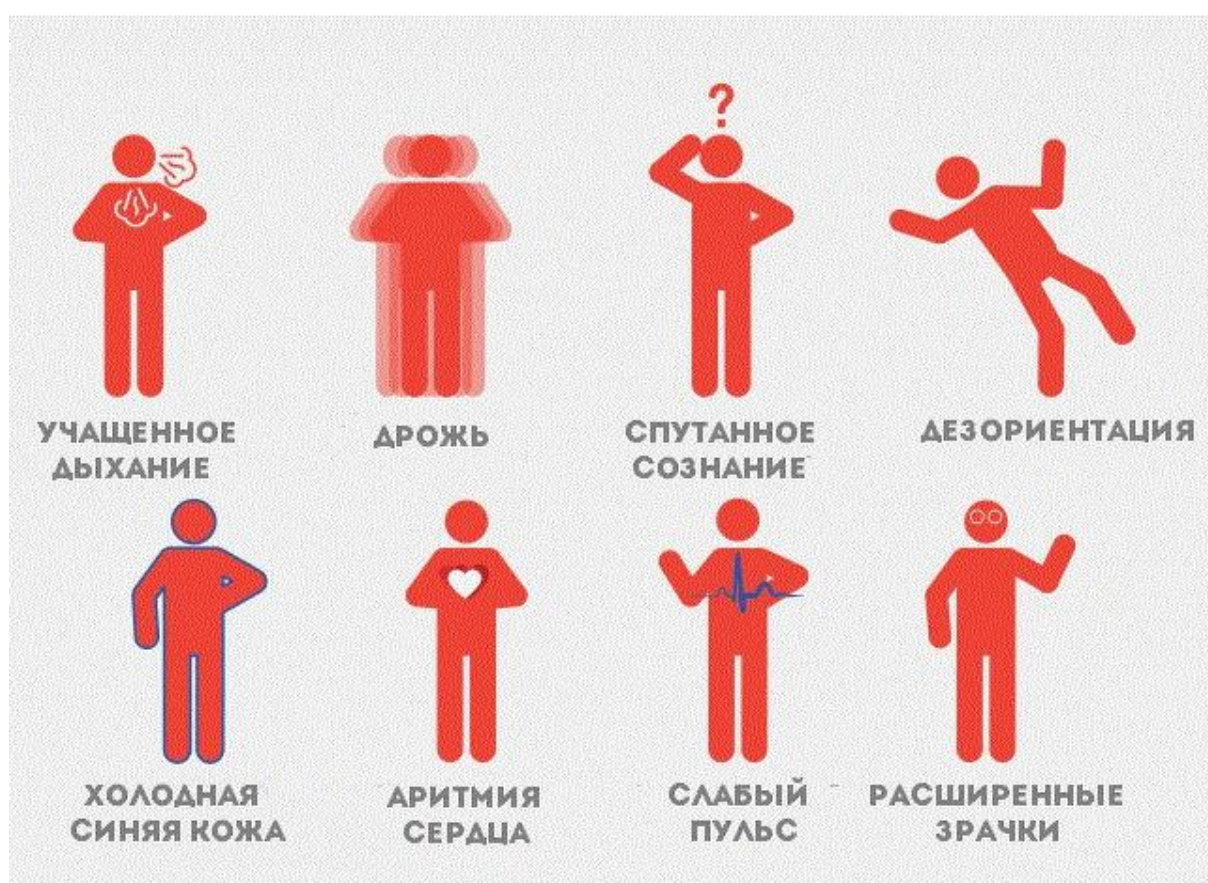 ?
УЧАЩЕННОЕ
ДЫХАНИЕ
ДРОЖЬ
СПУТАННОЕ
СОЗНАНИЕ
ДЕЗОРИЕНТАЦИЯ
ХОЛОДНАЯ
СИНЯЯ КОЖА
АРИТМИЯ
СЕРДЦА
СЛАБЫЙ
ПУЛЬС
РАСШИРЕННЫЕ
ЗРАЧКИ